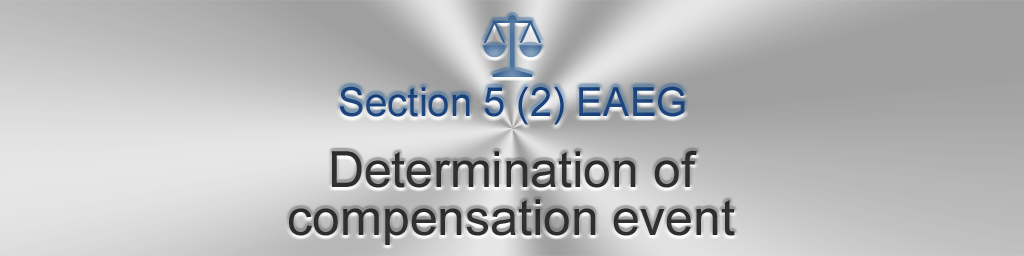 Section 5 (2) EAEG
Determination of
compensation event